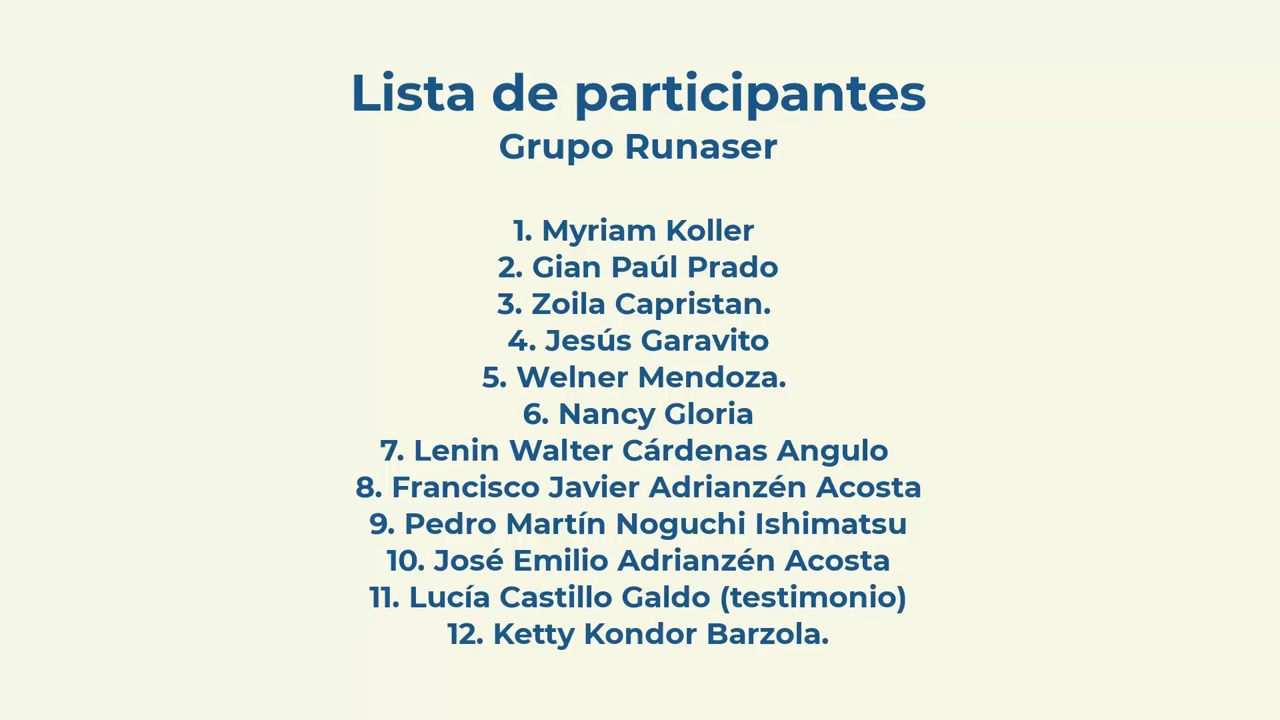 Lista de participantes
Grupo Runaser
1. Myriam Koller
2. Gian Paúl Prado
3. Zoila Capristan.
4. Jesús Garavito
5. Welner Mendoza.
6. Nancy Gloria
7. Lenin Walter Cárdenas Angulo
8. Francisco Javier Adrianzén Acosta
9. Pedro Martín Noguchi Ishimatsu
10. José Emilio Adrianzén Acosta
11. Lucía Castillo Galdo (testimonio)
12. Ketty Kondor Barzola.